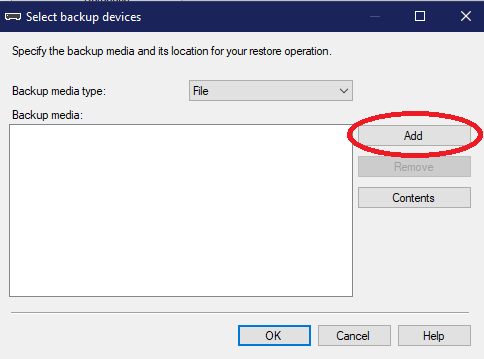 Select backup devices
Specify the backup media and its location for your restore operation.
Backup media type:
File
Backup media:
Add
Remove
Contents
OK
Cancel
Help